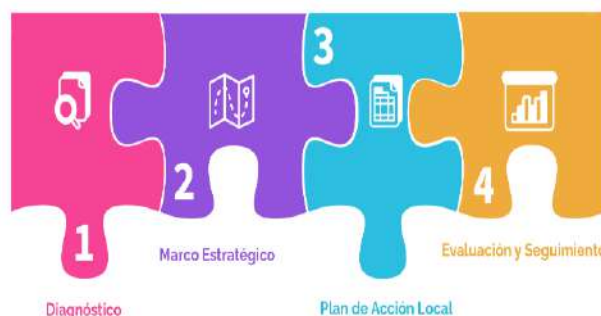 1
Diagnóstico
2
Marco Estratégico
3
Plan de Acción Local
4
Evaluación y Seguimiento